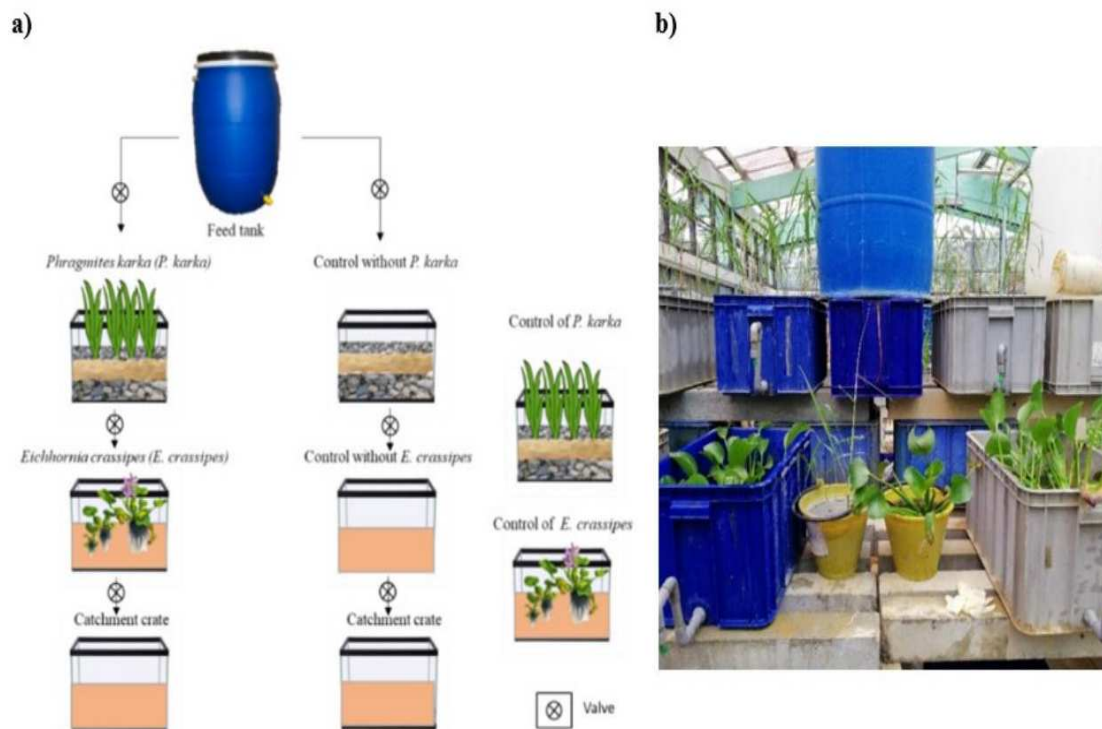 a)
b)
Feed tank
Phragmites karka (P. karka)
Control without P. karka
Control of P. karka
Eichhornia crassipes (E. crassipes)
Control without E. crassipes
Control of E. crassipes
Catchment crate
Catchment crate
Valve